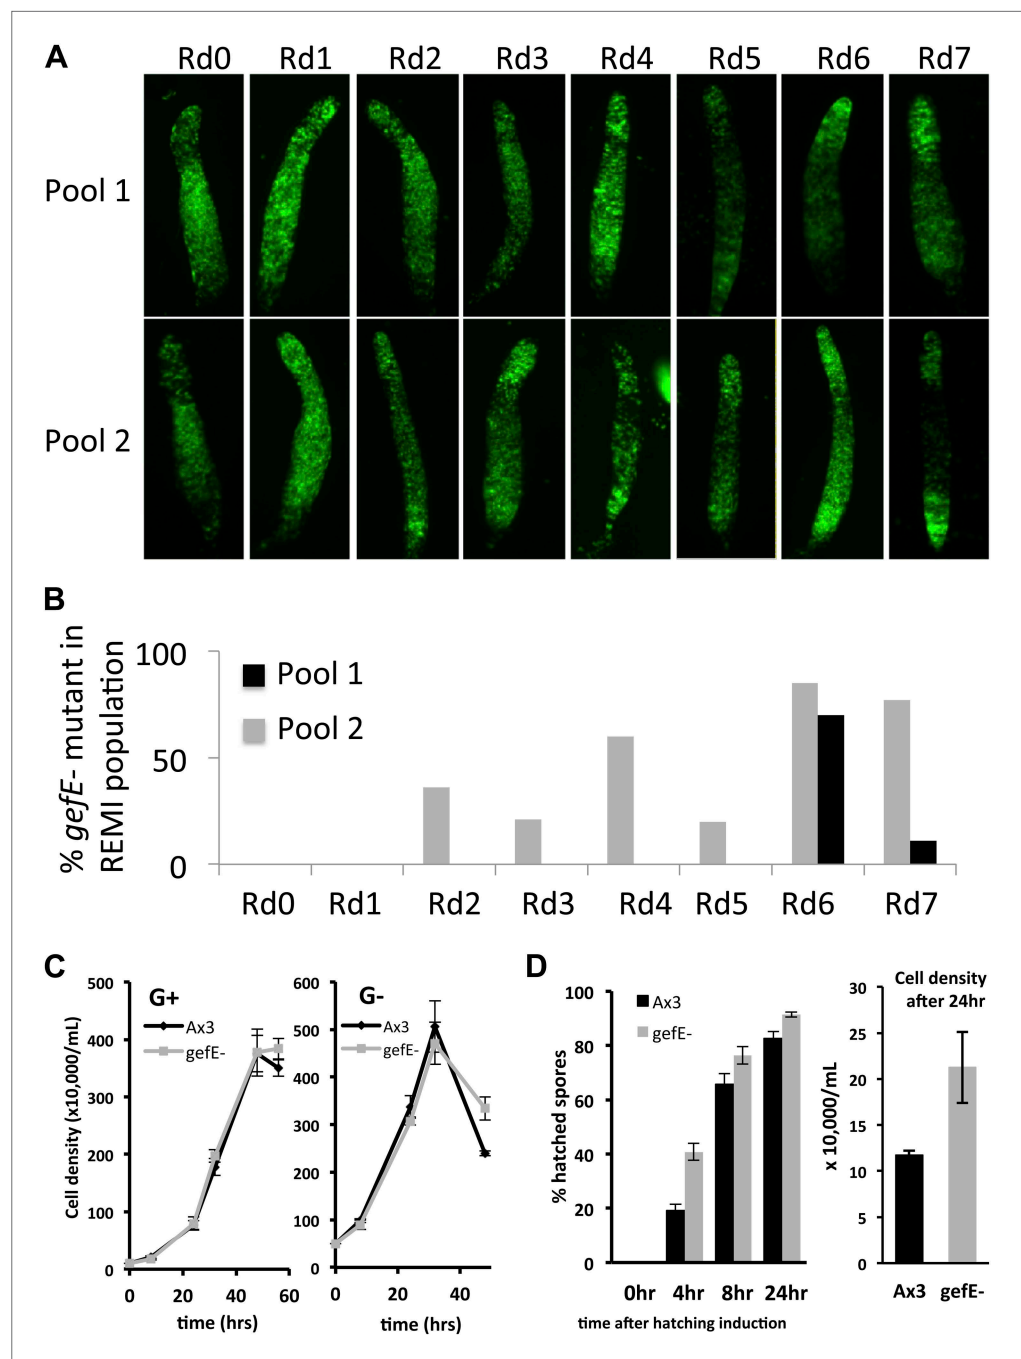 A
Rd0 Rd1 Rd2 Rd3 Rd4 Rd5 Rd6 Rd7
Pool 1
Pool 2
B
% gefE- mutant in
REMI population
100
50
0
Pool 1
Pool 2
Rd0 Rd1 Rd2 Rd3 Rd4 Rd5 Rd6 Rd7
C
Cell density (x10,000/mL)
500
400
300
200
100
0
G+
Ax3
gefE-
0 20 40 60
time (hrs)
600
500
400
300
200
100
0
G-
Ax3
gefE-
0 20 40
time (hrs)
D
% hatched spores
100
80
60
40
20
0
Ax3
gefE-
0hr 4hr 8hr 24hr
time after hatching induction
Cell density
after 24hr
x 10,000/mL
30
25
20
15
10
5
0
Ax3 gefE-